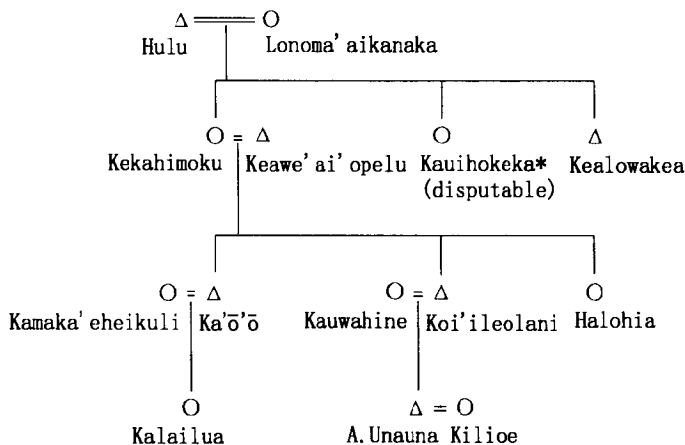 Δ O
Hulu Lonoma'aikanaka
O = Δ O Δ
Kekahimoku Keawe'ai'opelu Kauihokeka* Kealowakea
(disputable)
O = Δ O = Δ O
Kamaka'eheikuli Ka'ō'ō Kauwahine Koi'ileolani Halohia
O Δ = O
Kalailua A.Unauna Kilioe